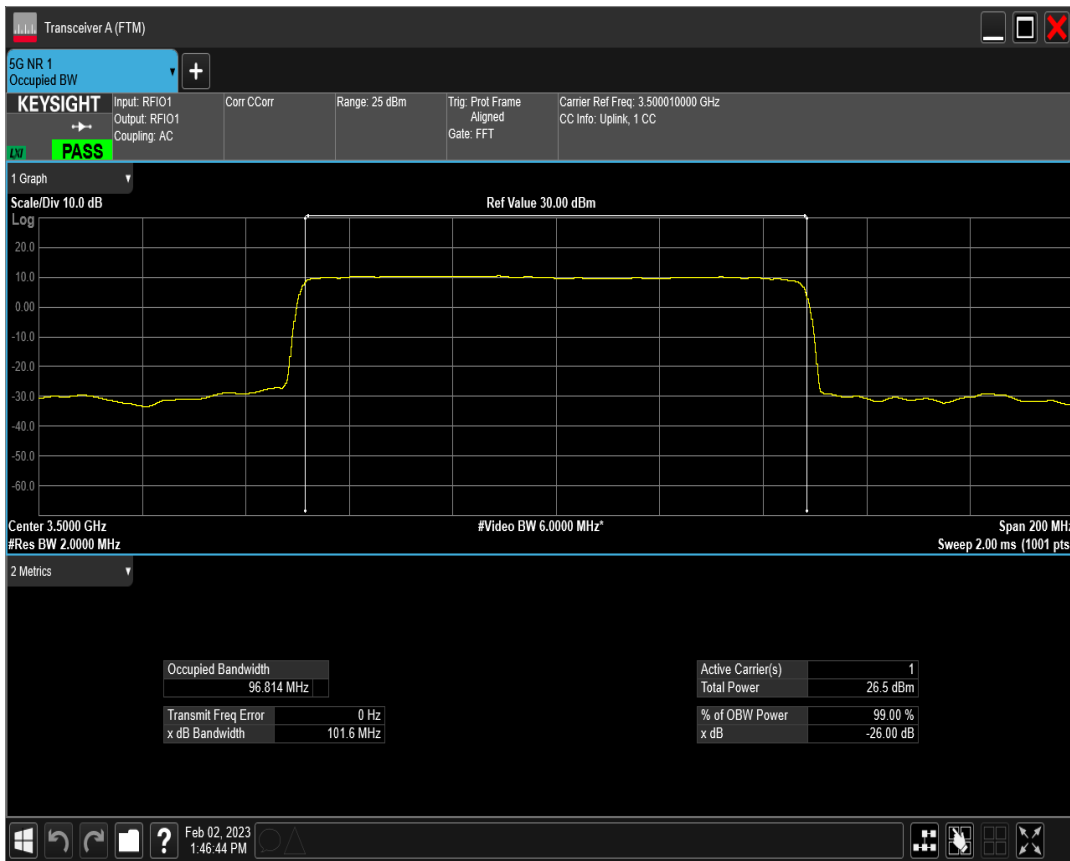 Transceiver A (FTM)
5G NR 1
Occupied BW
+
KEYSIGHT
LXI
PASS
Input: RFIO1
Output: RFIO1
Coupling: AC
Corr CCorr
Range: 25 dBm
Trig: Prot Frame
Aligned
Gate: FFT
Carrier Ref Freq: 3.500010000 GHz
CC Info: Uplink, 1 CC
1 Graph
Scale/Div 10.0 dB
Ref Value 30.00 dBm
Log
20.0
10.0
0.00
-10.0
-20.0
-30.0
-40.0
-50.0
-60.0
Center 3.5000 GHz
#Video BW 6.0000 MHz*
Span 200 MHz
#Res BW 2.0000 MHz
Sweep 2.00 ms (1001 pts
2 Metrics
Occupied Bandwidth
96.814 MHz
Transmit Freq Error 0 Hz
x dB Bandwidth 101.6 MHz
Active Carrier(s) 1
Total Power 26.5 dBm
% of OBW Power 99.00 %
x dB -26.00 dB
?
Feb 02, 2023
1:46:44 PM